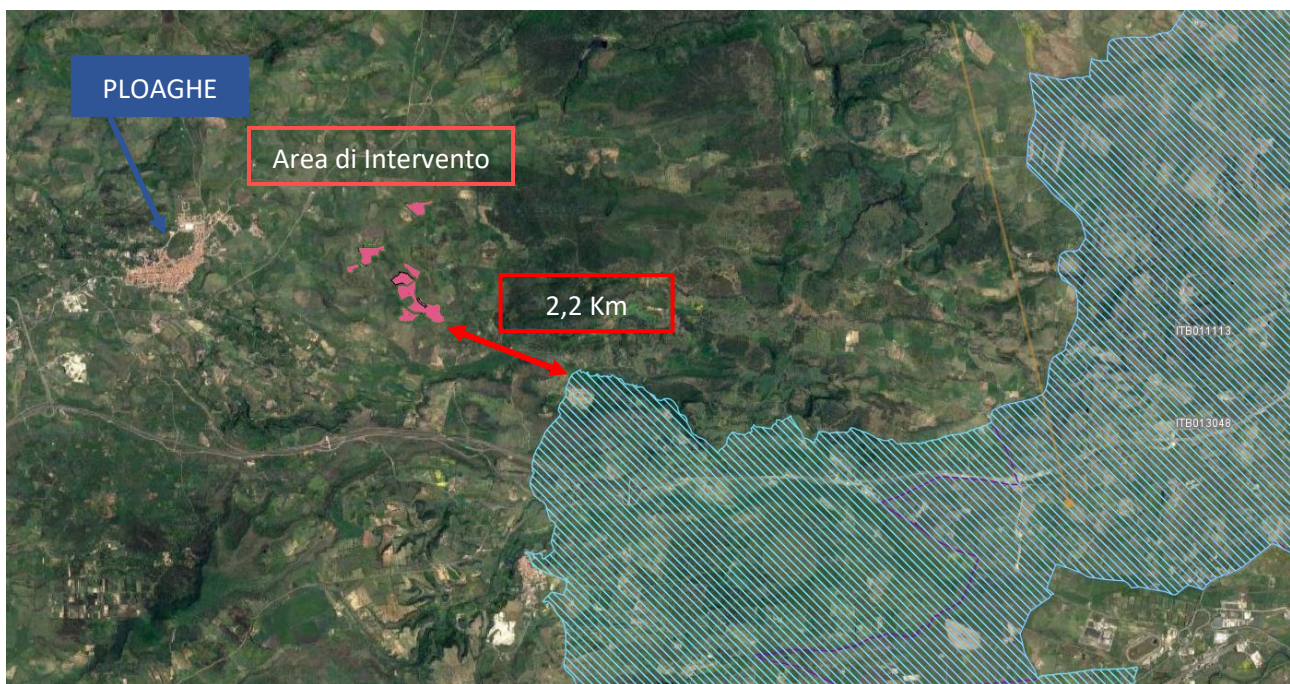 PLOAGHE
Area di Intervento
2,2 Km
ITB011113
ITB013048